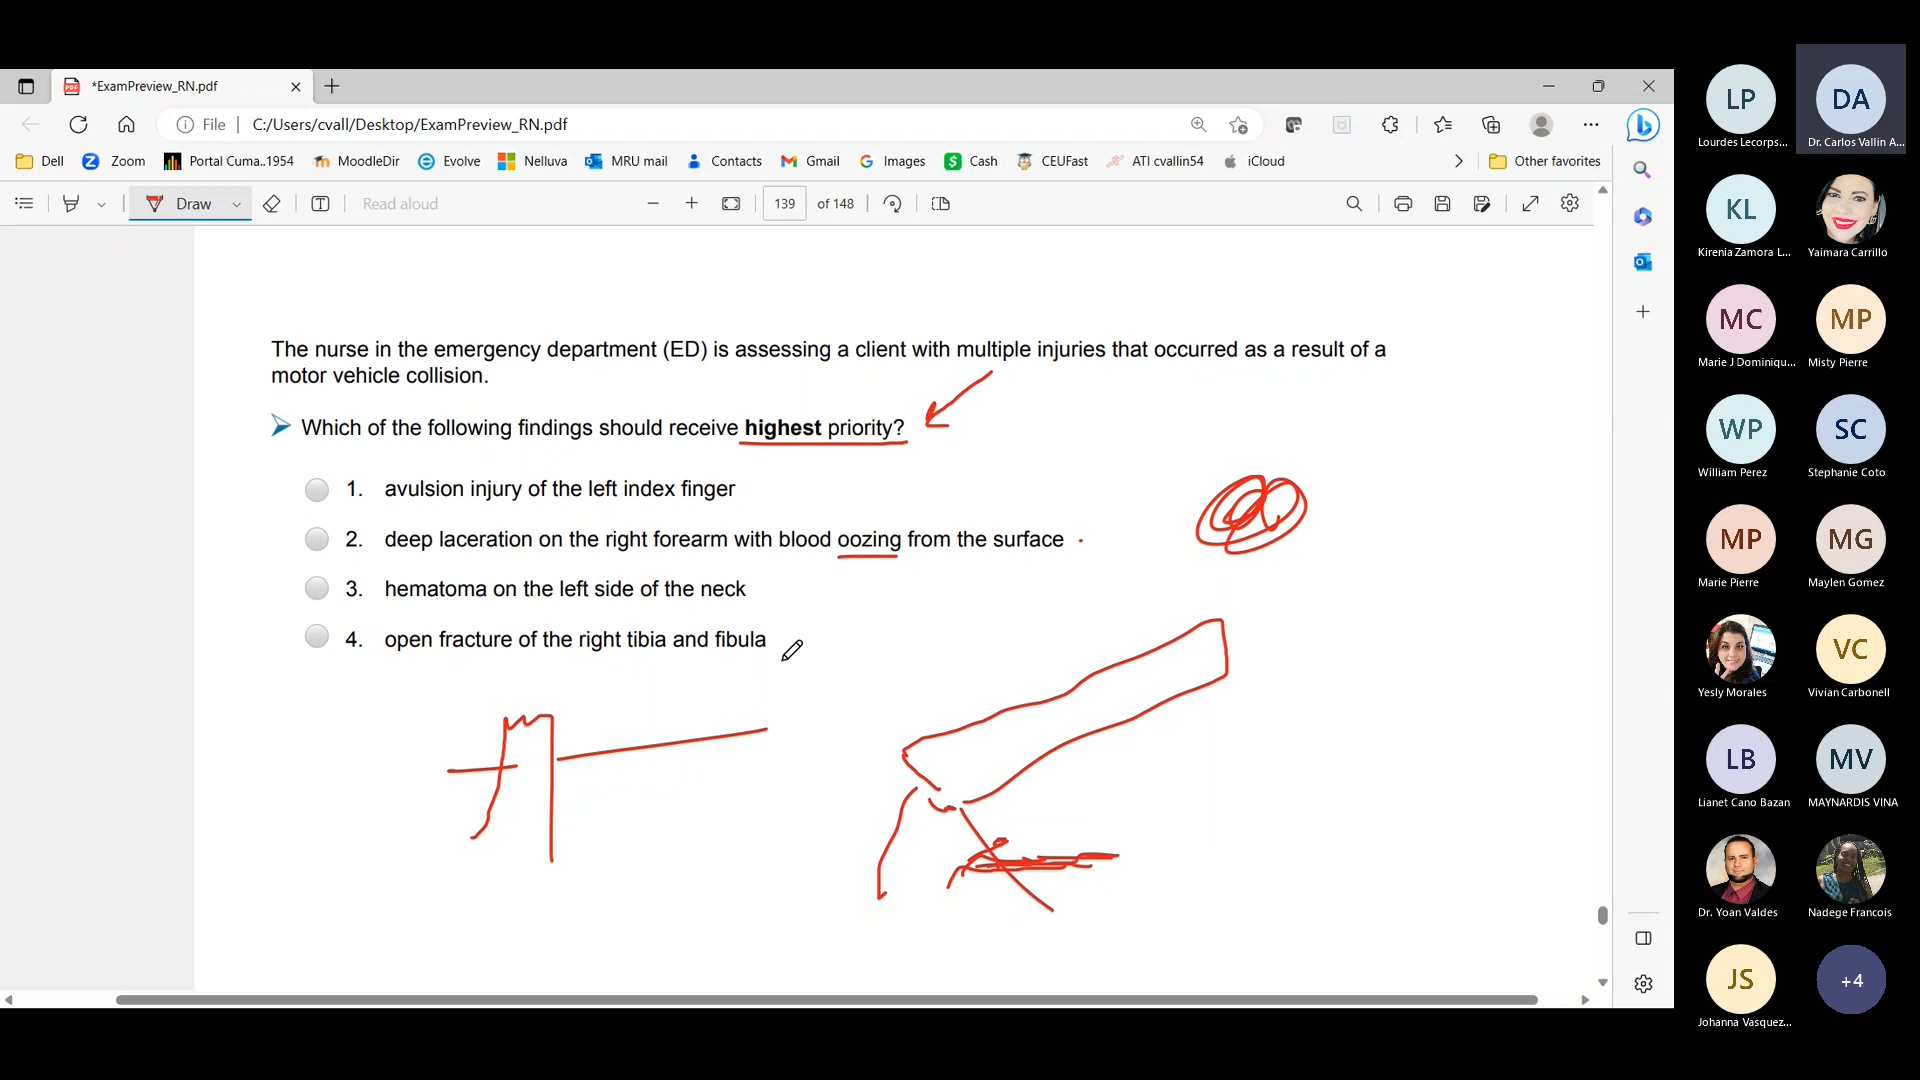 *ExamPreview_RN.pdf
File
C:/Users/cvall/Desktop/ExamPreview_RN.pdf
Dell
Zoom
Portal Cuma..1954
MoodleDir
Evolve
Nelluva
MRU mail
Contacts
Gmail
Images
Cash
CEUFast
ATI cvallin54
iCloud
Other favorites
Draw
Read aloud
139
of 148
The nurse in the emergency department (ED) is assessing a client with multiple injuries that occurred as a result of a
motor vehicle collision.
Which of the following findings should receive highest priority?
1. avulsion injury of the left index finger
2. deep laceration on the right forearm with blood oozing from the surface
3. hematoma on the left side of the neck
4. open fracture of the right tibia and fibula
LP
Lourdes Lecorps...
DA
Dr. Carlos Vallin A...
KL
Kirenia Zamora L...
Yaimara Carrillo
MC
Marie J Dominiqu...
MP
Misty Pierre
WP
William Perez
SC
Stephanie Coto
MP
Marie Pierre
MG
Maylen Gomez
Yesly Morales
VC
Vivian Carbonell
LB
Lianet Cano Bazan
MV
MAYNARDIS VINA
Dr. Yoan Valdes
Nadege Francois
JS
Johanna Vasquez...
+4